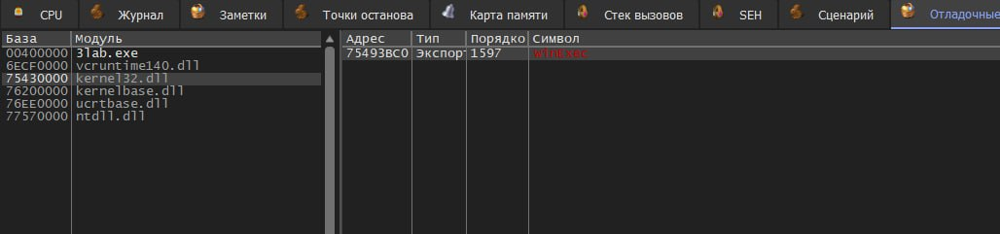 CPU Журнал Заметки Точки останова Карта памяти Стек вызовов SEH Сценарий Отладочные
База Модуль Адрес Тип Порядко Символ
00400000 3lab.exe 75493BC0 Экспорт 1597 WinExec
6ECF0000 vcruntime140.dll
75430000 kernel32.dll
76200000 kernelbase.dll
76EE0000 ucrtbase.dll
77570000 ntdll.dll